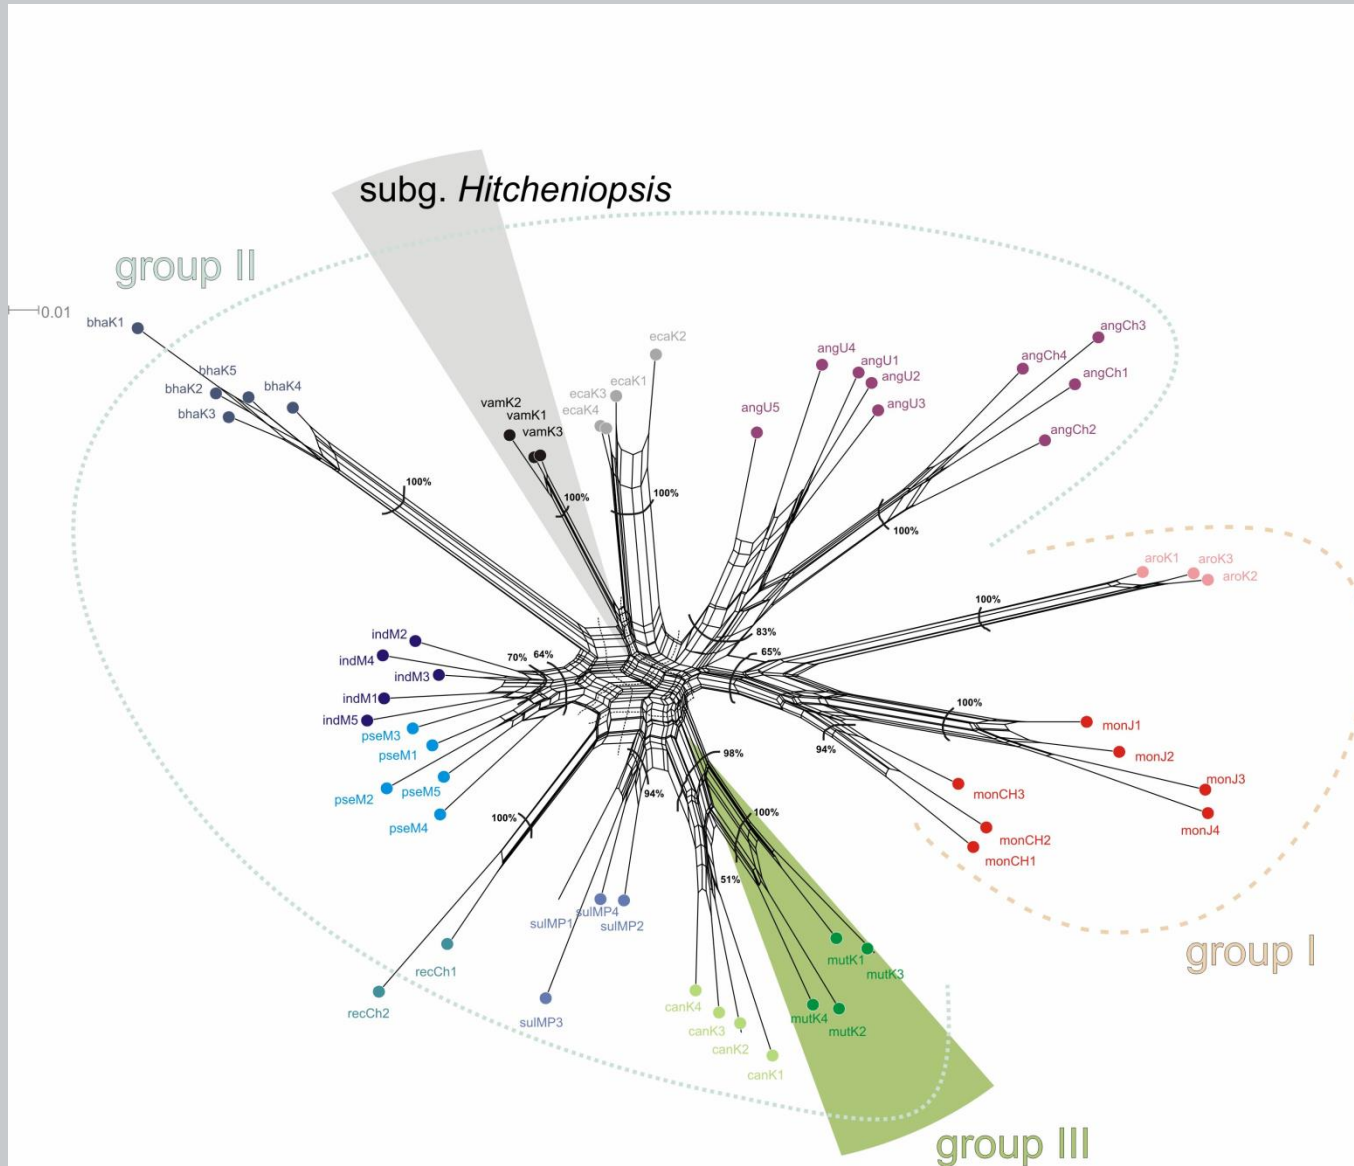 subg. Hitcheniopsis
group II
0.01
bhaK1
bhaK5
bhaK2
bhaK4
bhaK3
100%
vamK2
vamK1
vamK3
100%
ecaK2
ecaK1
ecaK3
ecaK4
100%
angU4
angU1
angU2
angU3
angU5
angCh3
angCh4
angCh1
angCh2
100%
83%
65%
aroK1
aroK3
aroK2
100%
indM2
indM4
indM3
indM1
indM5
70%
64%
pseM3
pseM1
pseM2
pseM5
pseM4
100%
monJ1
monJ2
monJ3
monJ4
94%
monCH3
monCH2
monCH1
98%
94%
100%
100%
51%
sulMP1
sulMP4
sulMP2
sulMP3
recCh1
recCh2
canK4
canK3
canK2
canK1
mutK1
mutK3
mutK4
mutK2
group I
group III